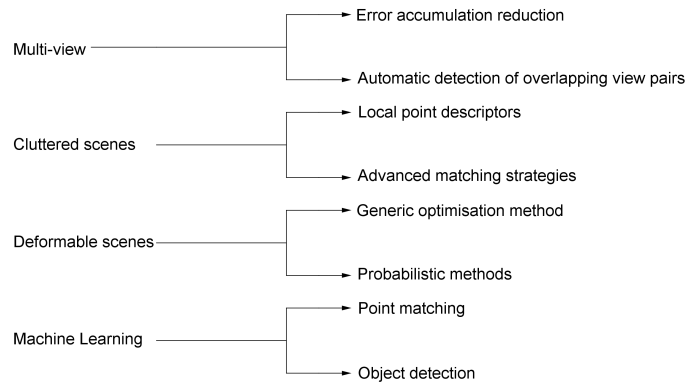 Multi-view
Error accumulation reduction
Automatic detection of overlapping view pairs
Cluttered scenes
Local point descriptors
Advanced matching strategies
Deformable scenes
Generic optimisation method
Probabilistic methods
Machine Learning
Point matching
Object detection